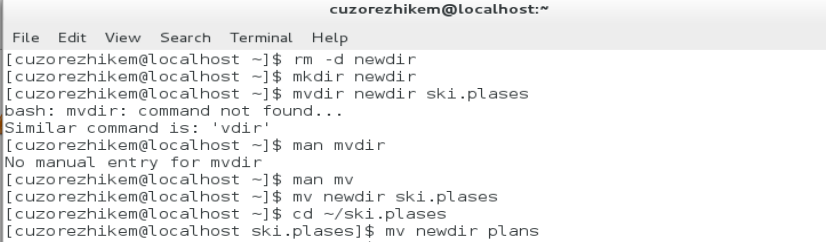 cuzorezhikem@localhost:~
File Edit View Search Terminal Help
[cuzorezhikem@localhost ~]$ rm -d newdir
[cuzorezhikem@localhost ~]$ mkdir newdir
[cuzorezhikem@localhost ~]$ mvdir newdir ski.plases
bash: mvdir: command not found...
Similar command is: 'vdir'
[cuzorezhikem@localhost ~]$ man mvdir
No manual entry for mvdir
[cuzorezhikem@localhost ~]$ man mv
[cuzorezhikem@localhost ~]$ mv newdir ski.plases
[cuzorezhikem@localhost ~]$ cd ~/ski.plases
[cuzorezhikem@localhost ski.plases]$ mv newdir plans